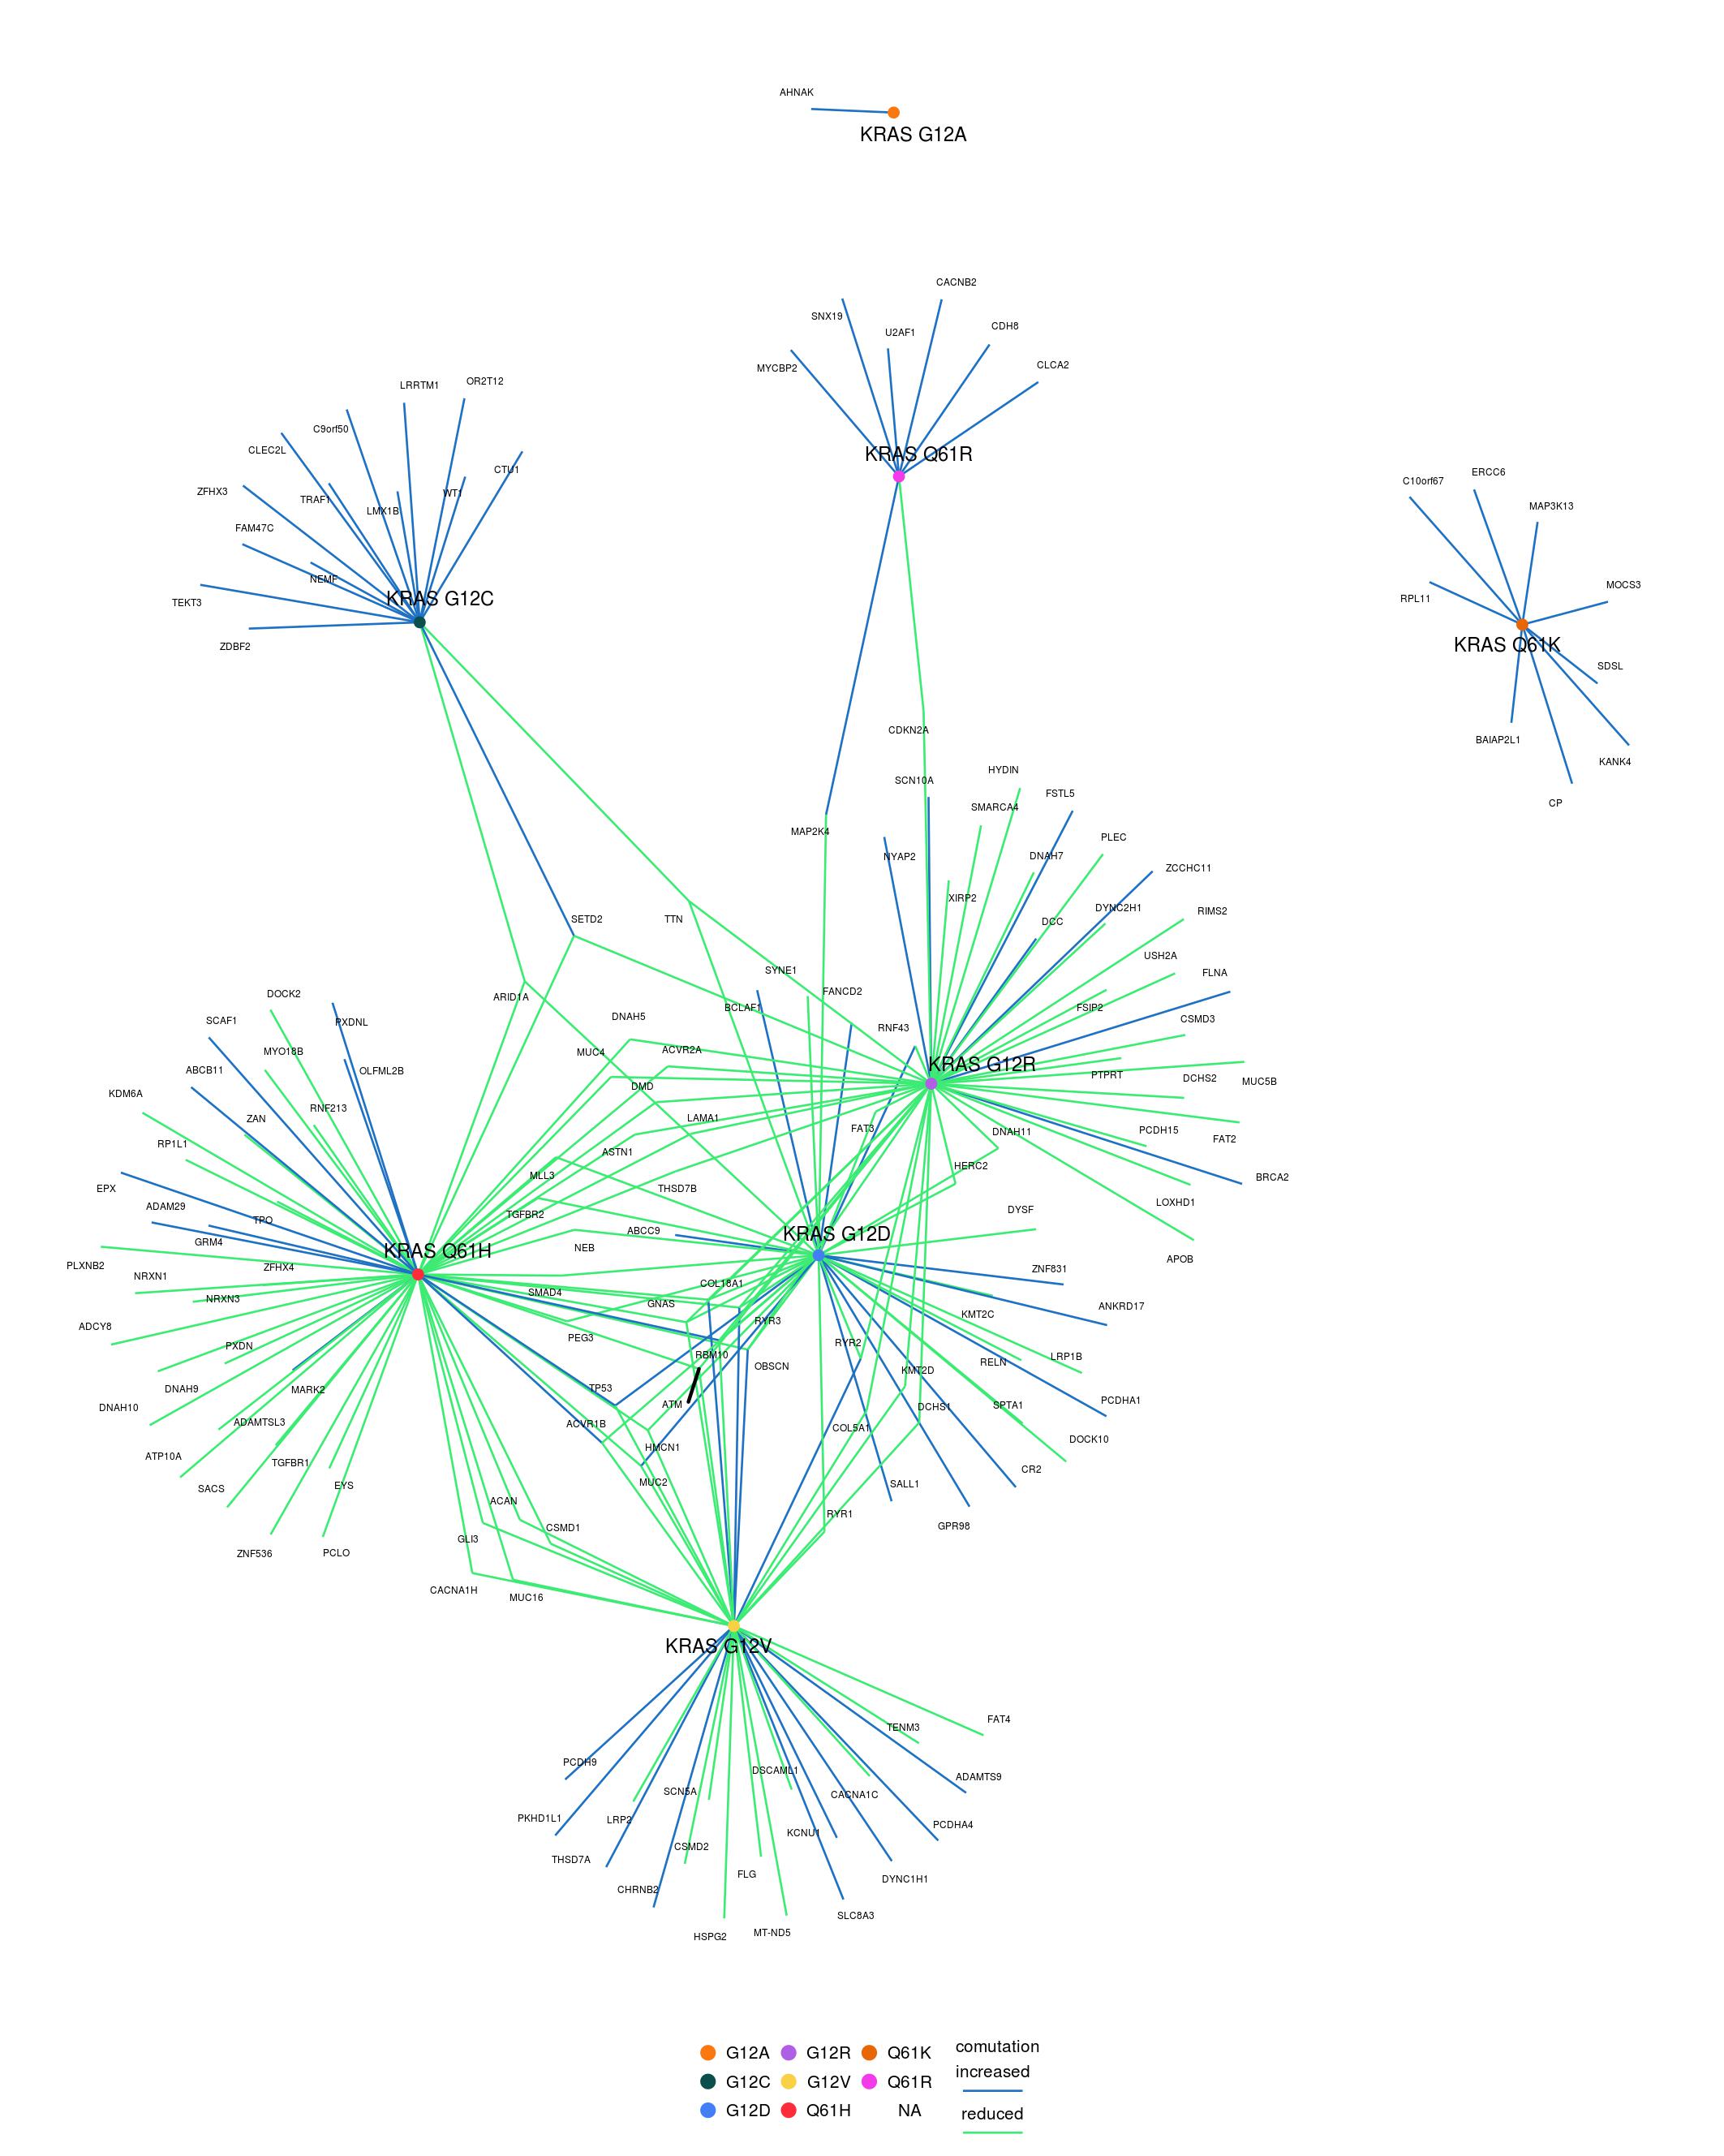 AHNAK
KRAS G12A
CACNB2
SNX19
CDH8
U2AF1
CLCA2
MYCBP2
OR2T12
LRRTM1
C9orf50
CLEC2L
KRAS Q61R
CTU1
ERCC6
C10orf67
ZFHX3
WT1
TRAF1
MAP3K13
LMX1B
FAM47C
NEMF
MOCS3
KRAS G12C
RPL11
TEKT3
ZDBF2
KRAS Q61K
SDSL
CDKN2A
BAIAP2L1
KANK4
HYDIN
SCN10A
FSTL5
CP
SMARCA4
MAP2K4
PLEC
NYAP2
DNAH7
ZCCHC11
XIRP2
DYNC2H1
RIMS2
SETD2
TTN
DCC
USH2A
SYNE1
FLNA
DOCK2
FANCD2
ARID1A
BCLAF1
FSIP2
DNAH5
CSMD3
SCAF1
PXDNL
RNF43
MYO18B
MUC4
ACVR2A
KRAS G12R
ABCB11
OLFML2B
PTPRT
DCHS2
MUC5B
DMD
KDM6A
RNF213
ZAN
LAMA1
FAT3
DNAH11
PCDH15
FAT2
RP1L1
ASTN1
HERC2
MLL3
BRCA2
EPX
THSD7B
LOXHD1
ADAM29
TPO
TGFBR2
DYSF
ABCC9
KRAS G12D
GRM4
KRAS Q61H
NEB
APOB
PLXNB2
ZFHX4
ZNF831
NRXN1
COL18A1
SMAD4
NRXN3
GNAS
ANKRD17
KMT2C
RYR3
ADCY8
PEG3
RYR2
PXDN
RBM10
LRP1B
OBSCN
RELN
KMT2D
DNAH9
MARK2
TP53
PCDHA1
ATM
SPTA1
DNAH10
DCHS1
ADAMTSL3
ACVR1B
COL5A1
DOCK10
HMCN1
ATP10A
TGFBR1
CR2
MUC2
SACS
EYS
SALL1
ACAN
RYR1
CSMD1
GPR98
GLI3
ZNF536
PCLO
CACNA1H
MUC16
KRAS G12V
FAT4
TENM3
PCDH9
DSCAML1
ADAMTS9
SCN5A
CACNA1C
PKHD1L1
LRP2
PCDHA4
KCNU1
CSMD2
THSD7A
FLG
DYNC1H1
CHRNB2
SLC8A3
MT-ND5
HSPG2
comutation
G12A G12R Q61K
increased
G12C G12V Q61R
G12D Q61H NA
reduced